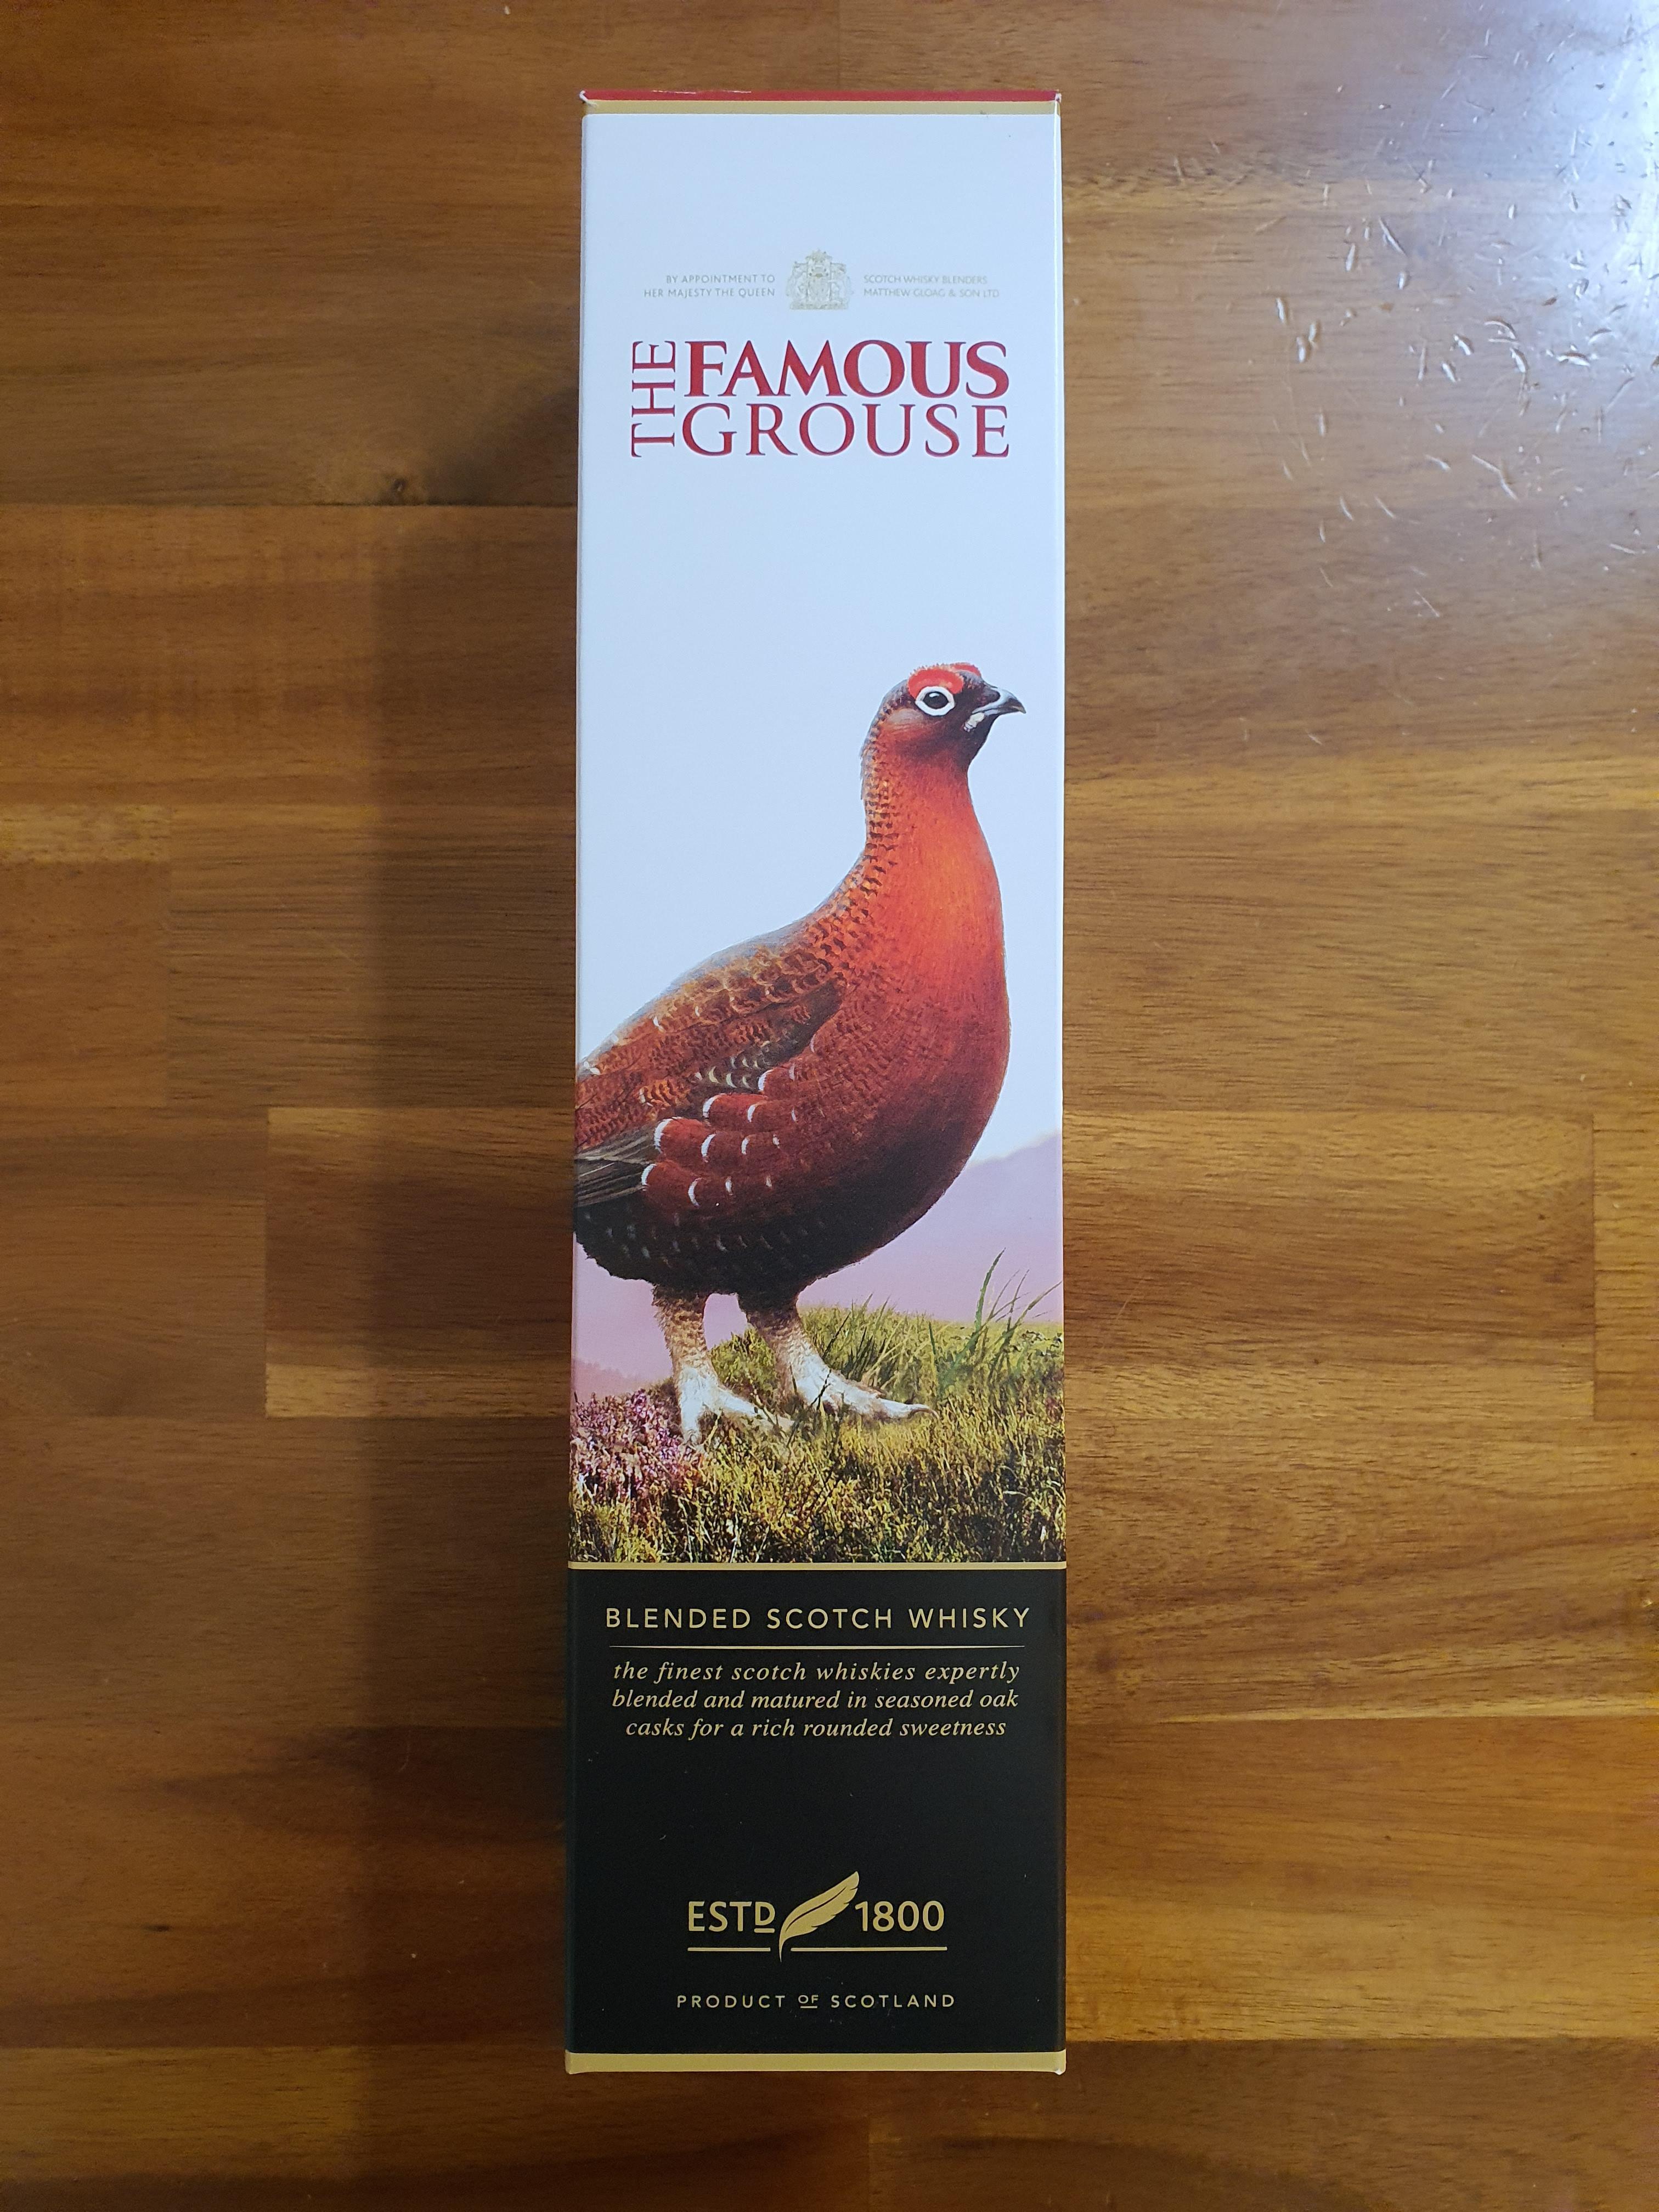 BY APPOINTMENT TO
HER MAJESTY THE QUEEN
SCOTCH WHISKY BLENDERS
MATTHEW GLOAG & SON LTD
THE FAMOUS
GROUSE
BLENDED SCOTCH WHISKY
the finest scotch whiskies expertly
blended and matured in seasoned oak
casks for a rich rounded sweetness
ESTD 1800
PRODUCT OF SCOTLAND